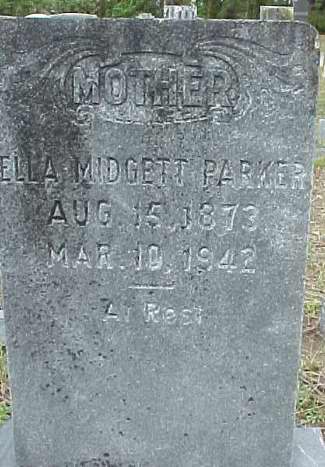 MOTHER
ELLA MIDGETT PARKER
AUG. 15, 1873
MAR. 10, 1942
At Rest